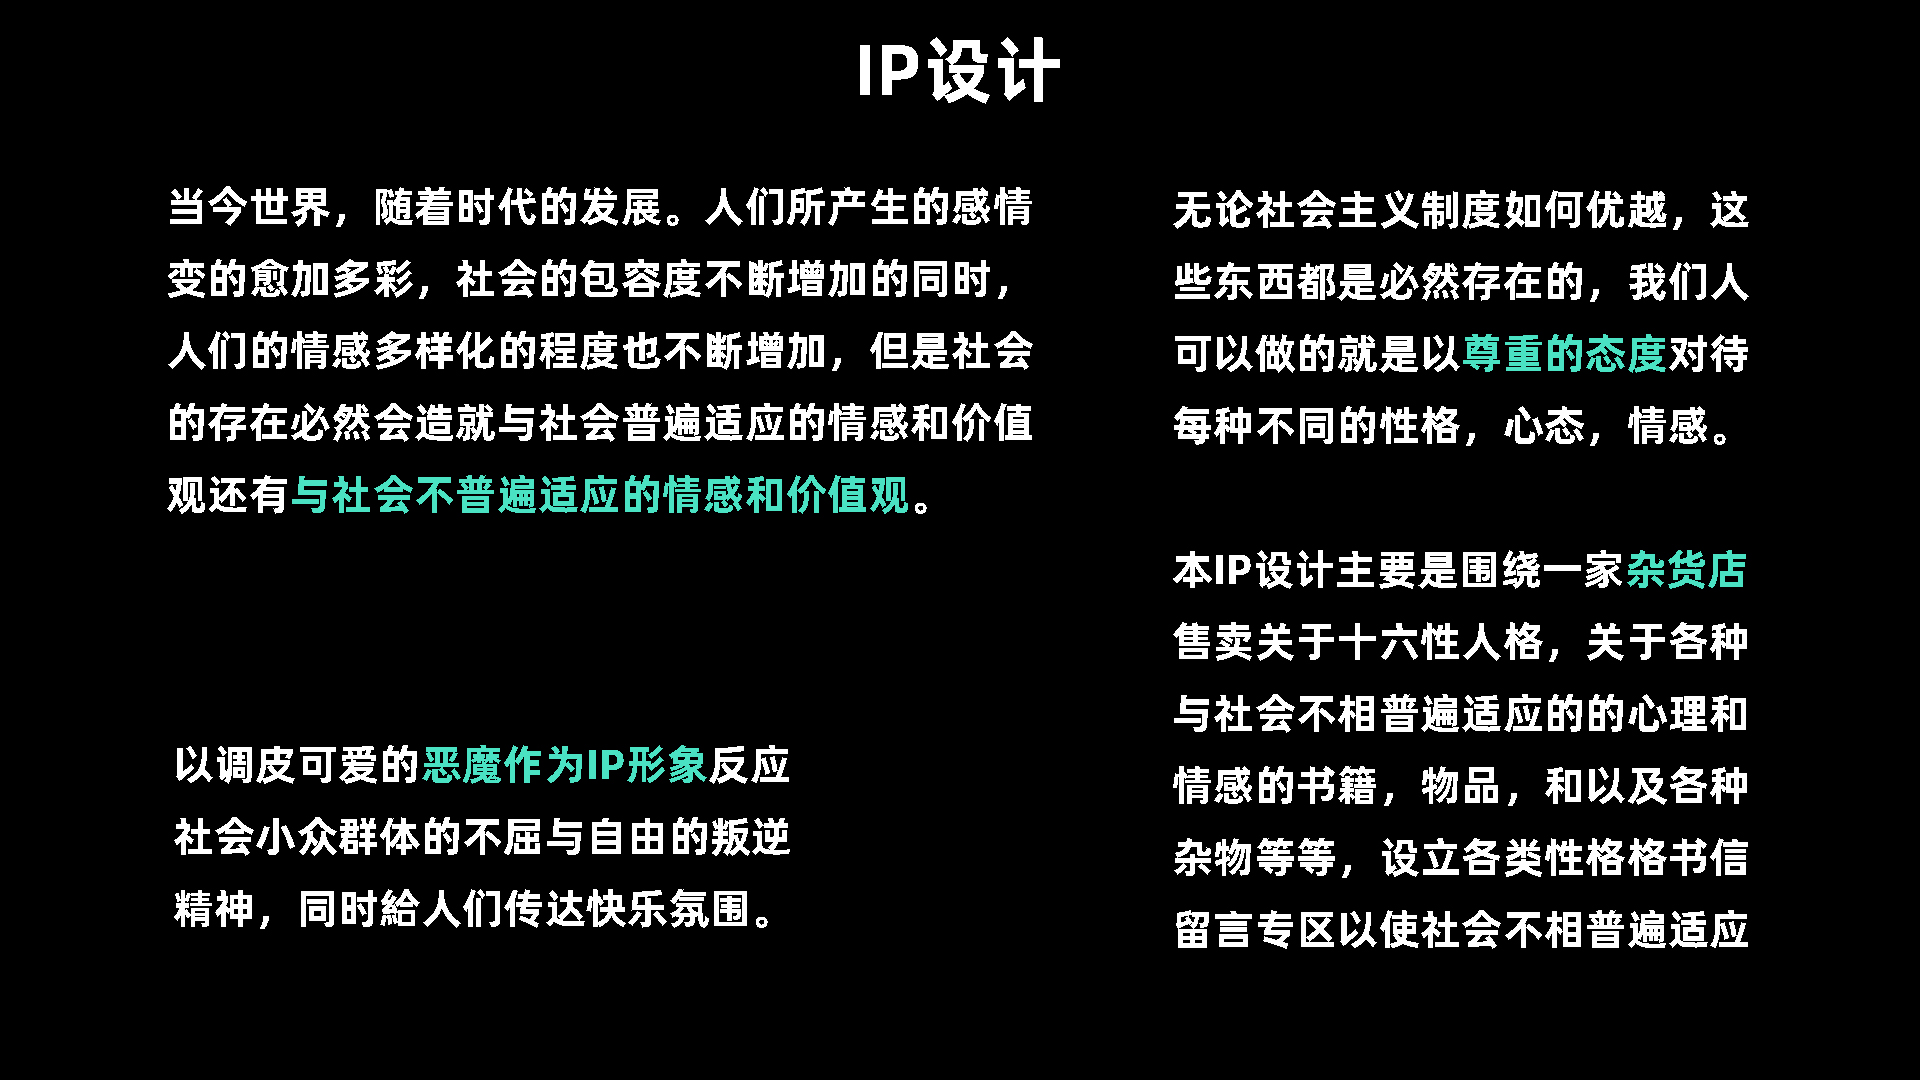 IP设计
当今世界，随着时代的发展。人们所产生的感情
变的愈加多彩，社会的包容度不断增加的同时，
人们的情感多样化的程度也不断增加，但是社会
的存在必然会造就与社会普遍适应的情感和价值
观还有与社会不普遍适应的情感和价值观。
以调皮可爱的恶魔作为IP形象反应
社会小众群体的不屈与自由的叛逆
精神，同时給人们传达快乐氛围。
无论社会主义制度如何优越，这
些东西都是必然存在的，我们人
可以做的就是以尊重的态度对待
每种不同的性格，心态，情感。
本IP设计主要是围绕一家杂货店
售卖关于十六性人格，关于各种
与社会不相普遍适应的的心理和
情感的书籍，物品，和以及各种
杂物等等，设立各类性格格书信
留言专区以使社会不相普遍适应